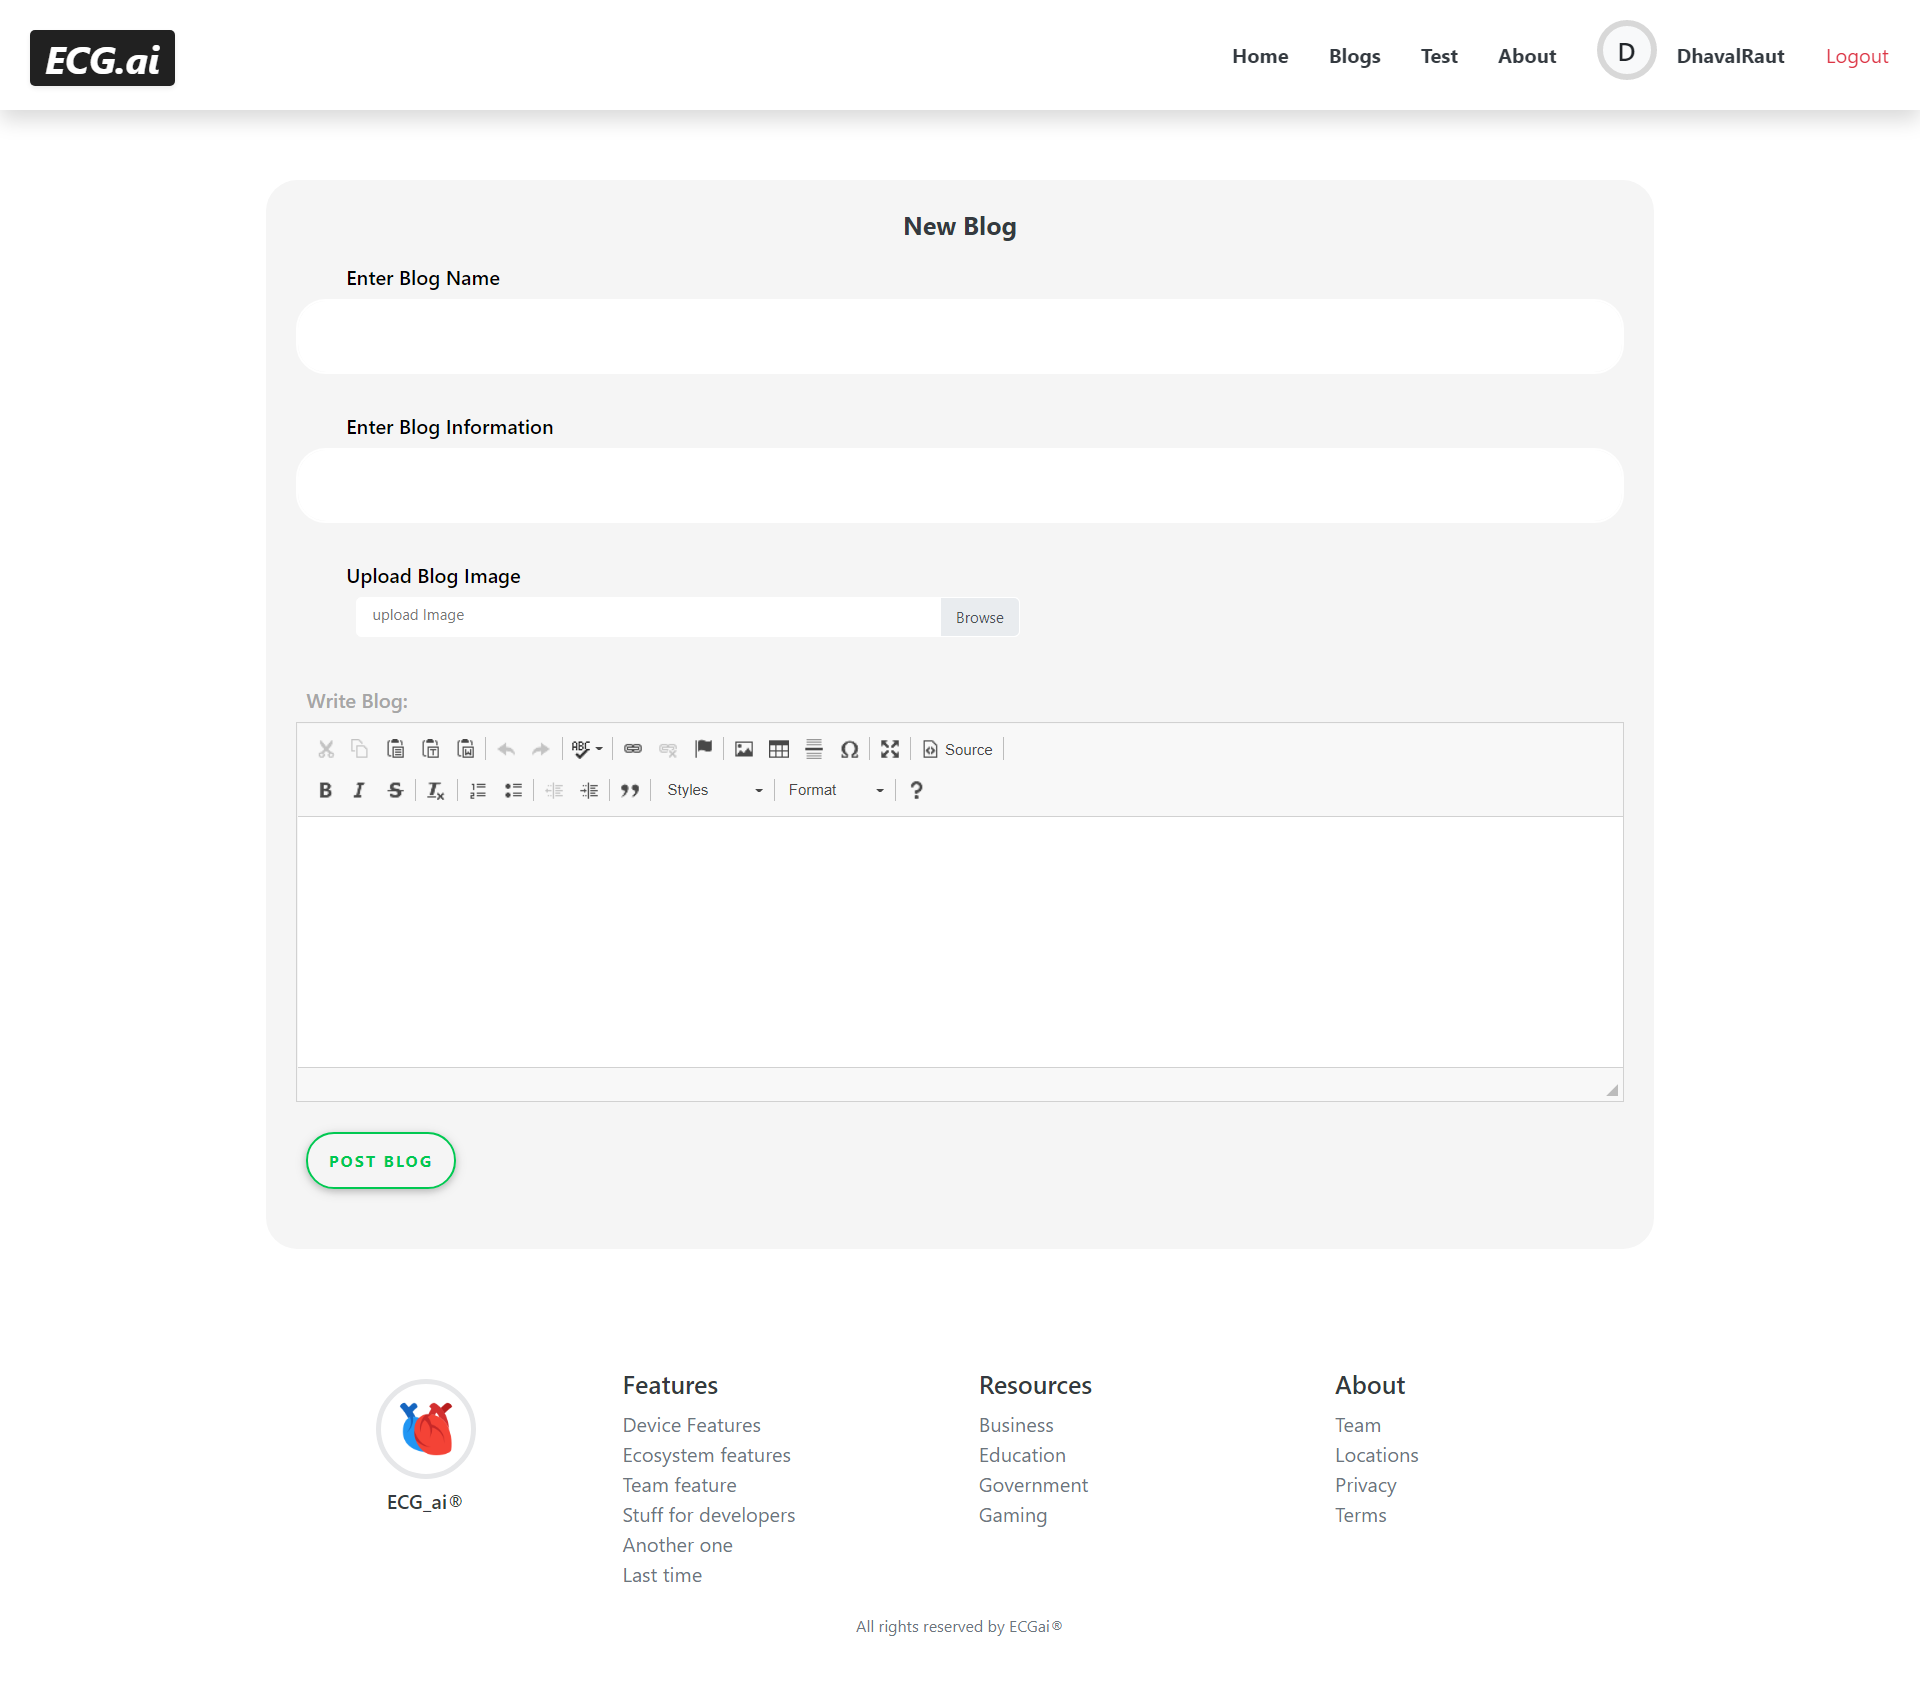 ECG.ai
Home Blogs Test About D DhavalRaut Logout
New Blog
Enter Blog Name
Enter Blog Information
Upload Blog Image
upload Image Browse
Write Blog:
ABC Source
B I S Styles Format ?
POST BLOG
ECG_ai®
Features
Device Features
Ecosystem features
Team feature
Stuff for developers
Another one
Last time
Resources
Business
Education
Government
Gaming
About
Team
Locations
Privacy
Terms
All rights reserved by ECGai®